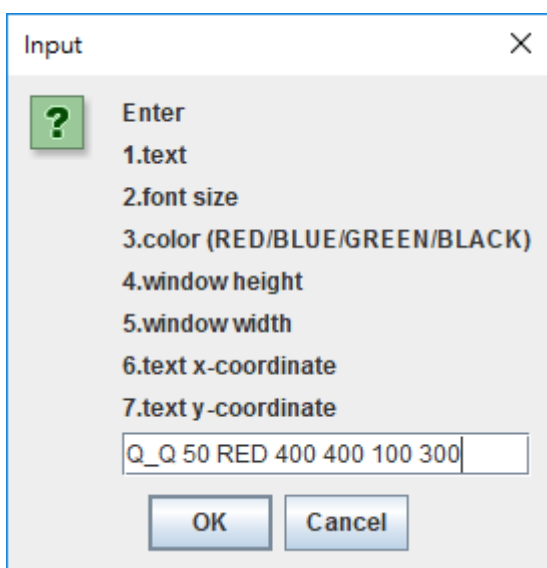 Input
Enter
1.text
2.font size
3.color (RED/BLUE/GREEN/BLACK)
4.window height
5.window width
6.text x-coordinate
7.text y-coordinate
Q_Q 50 RED 400 400 100 300
OK Cancel